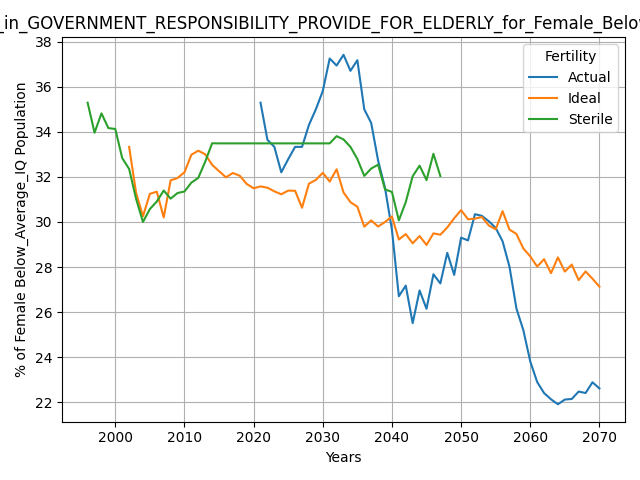 _in_GOVERNMENT_RESPONSIBILITY_PROVIDE_FOR_ELDERLY_for_Female_Below
Fertility
Actual
Ideal
Sterile
% of Female Below_Average_IQ Population
38
36
34
32
30
28
26
24
22
2000 2010 2020 2030 2040 2050 2060 2070
Years